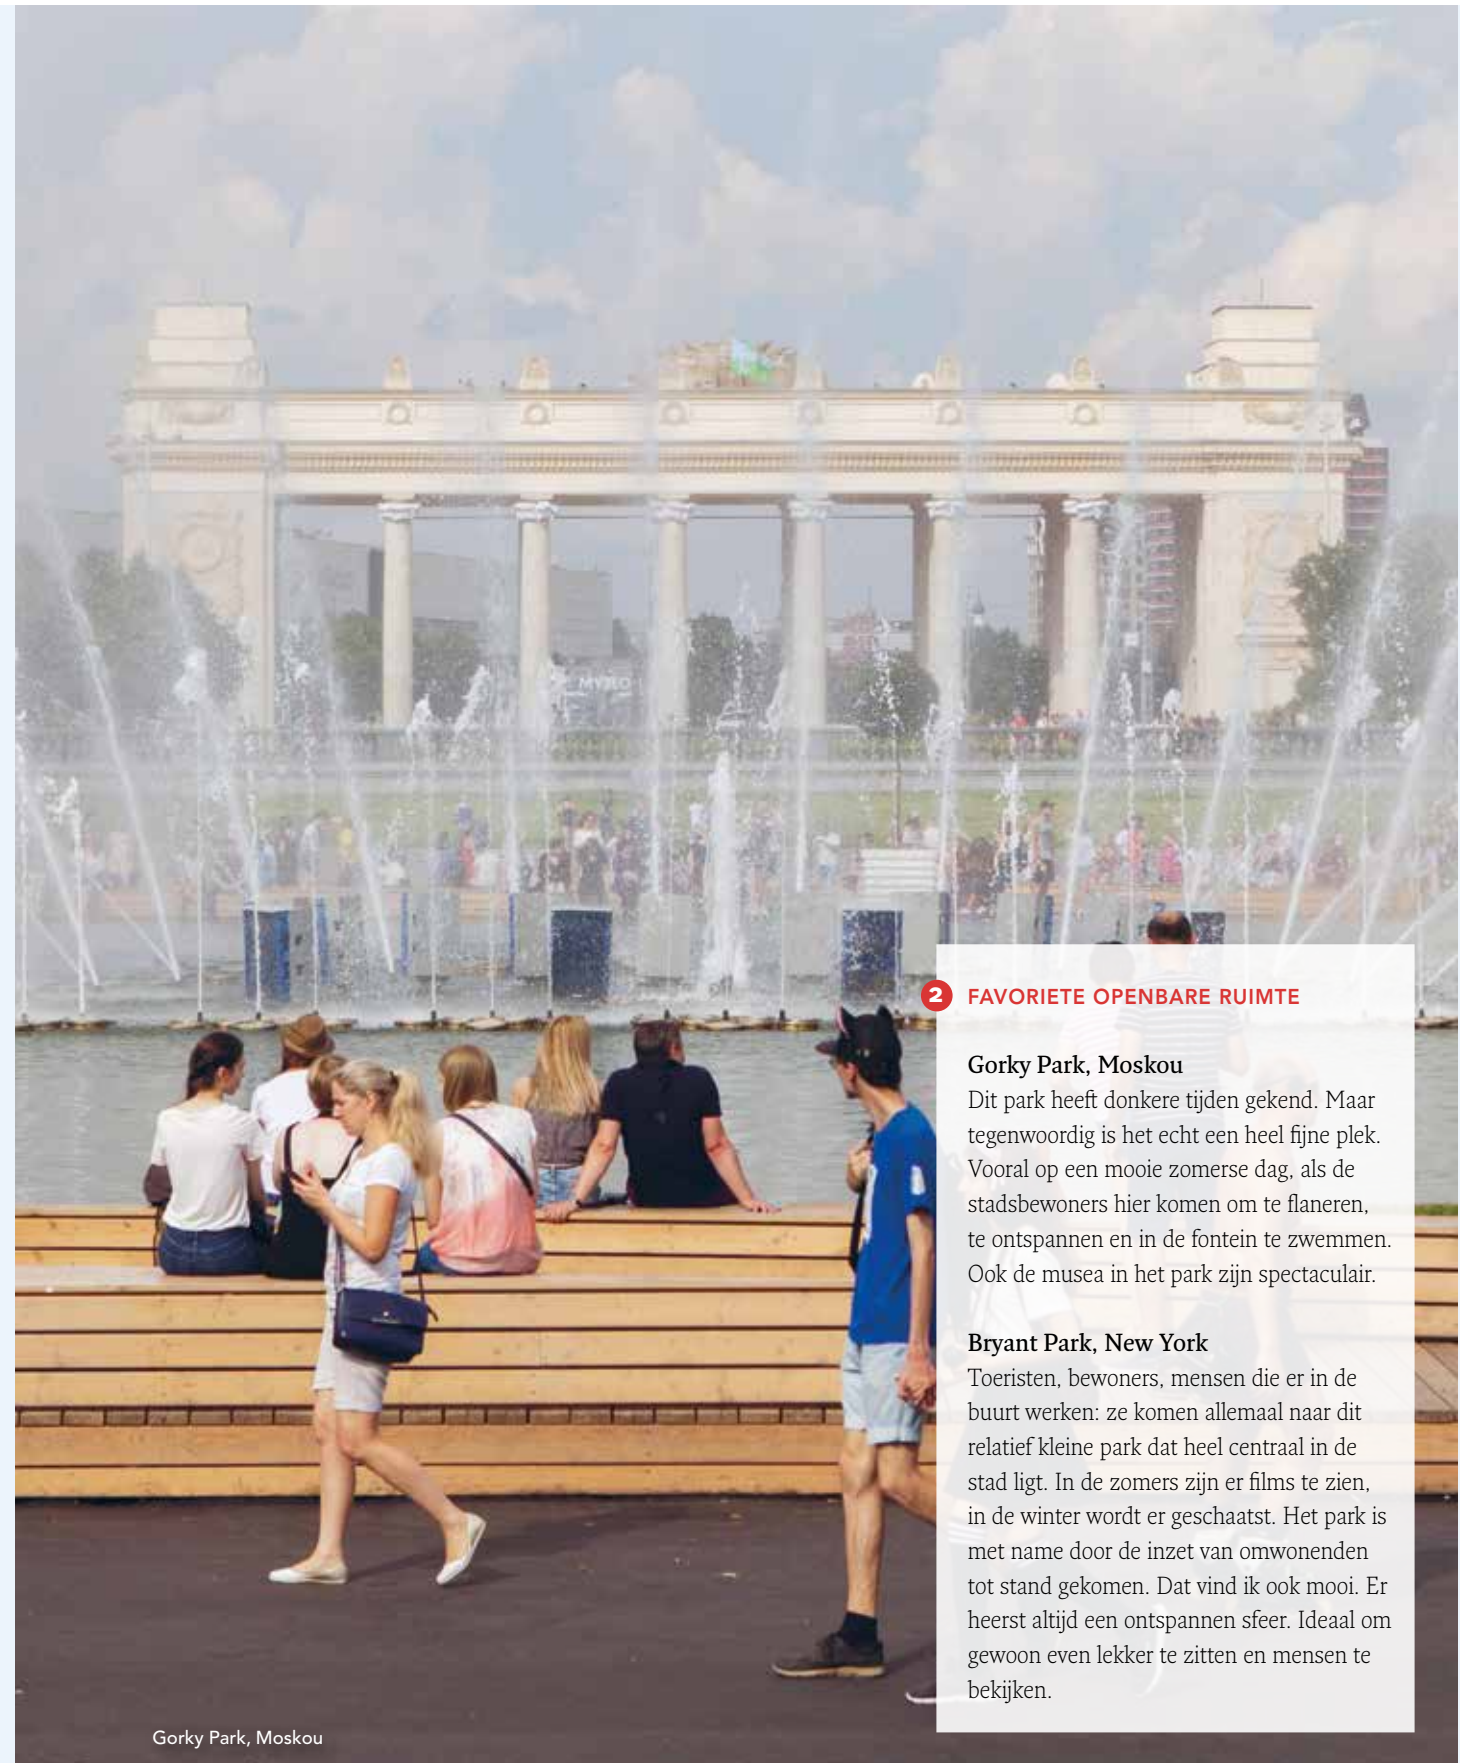 2 FAVORIETE OPENBARE RUIMTE
Gorky Park, Moskou
Dit park heeft donkere tijden gekend. Maar
tegenwoordig is het echt een heel fijne plek.
Vooral op een mooie zomerse dag, als de
stadsbewoners hier komen om te flaneren,
te ontspannen en in de fontein te zwemmen.
Ook de musea in het park zijn spectaculair.
Bryant Park, New York
Toeristen, bewoners, mensen die er in de
buurt werken: ze komen allemaal naar dit
relatief kleine park dat heel centraal in de
stad ligt. In de zomers zijn er films te zien,
in de winter wordt er geschaatst. Het park is
met name door de inzet van omwonenden
tot stand gekomen. Dat vind ik ook mooi. Er
heerst altijd een ontspannen sfeer. Ideaal om
gewoon even lekker te zitten en mensen te
bekijken.
Gorky Park, Moskou